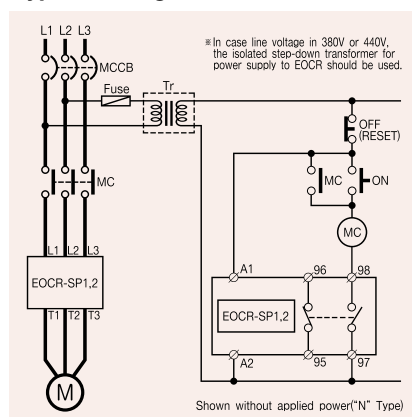 L1 L2 L3
※In case line voltage in 380V or 440V,
the isolated step-down transformer for
power supply to EOCR should be used.
MCCB
Fuse
Tr
OFF
(RESET)
MC
MC
ON
MC
L1 L2 L3
A1
96
98
EOCR-SP1,2
EOCR-SP1,2
T1 T2 T3
A2
95
97
M
Shown without applied power("N" Type)